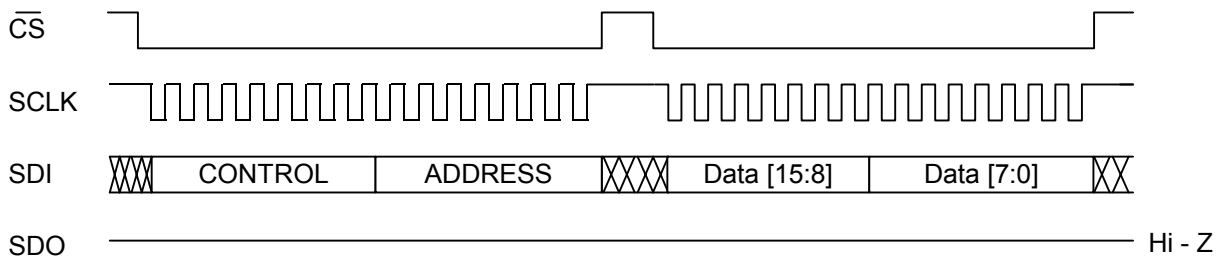 CS
SCLK
SDI CONTROL ADDRESS Data [15:8] Data [7:0]
SDO Hi - Z